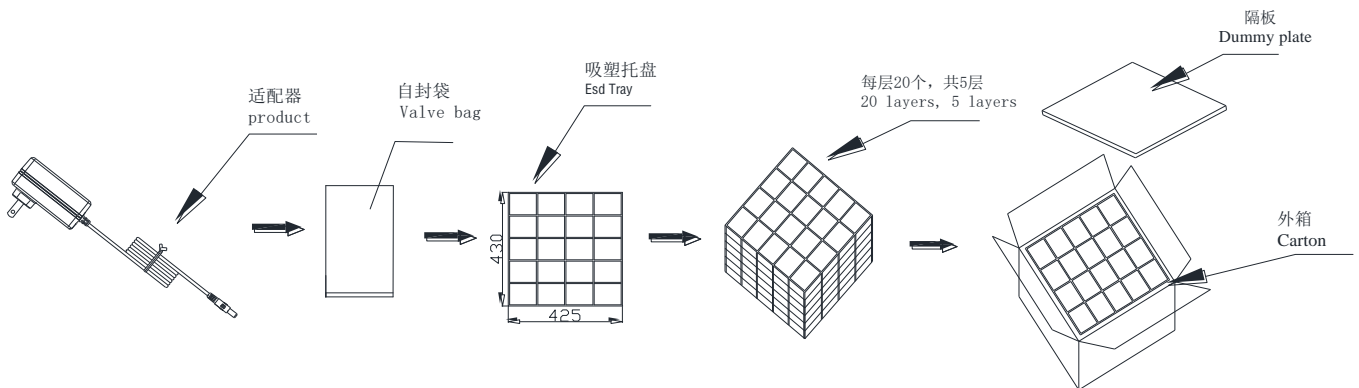 适配器
product
自封袋
Valve bag
吸塑托盘
Esd Tray
430
425
每层20个，共5层
20 layers, 5 layers
隔板
Dummy plate
外箱
Carton